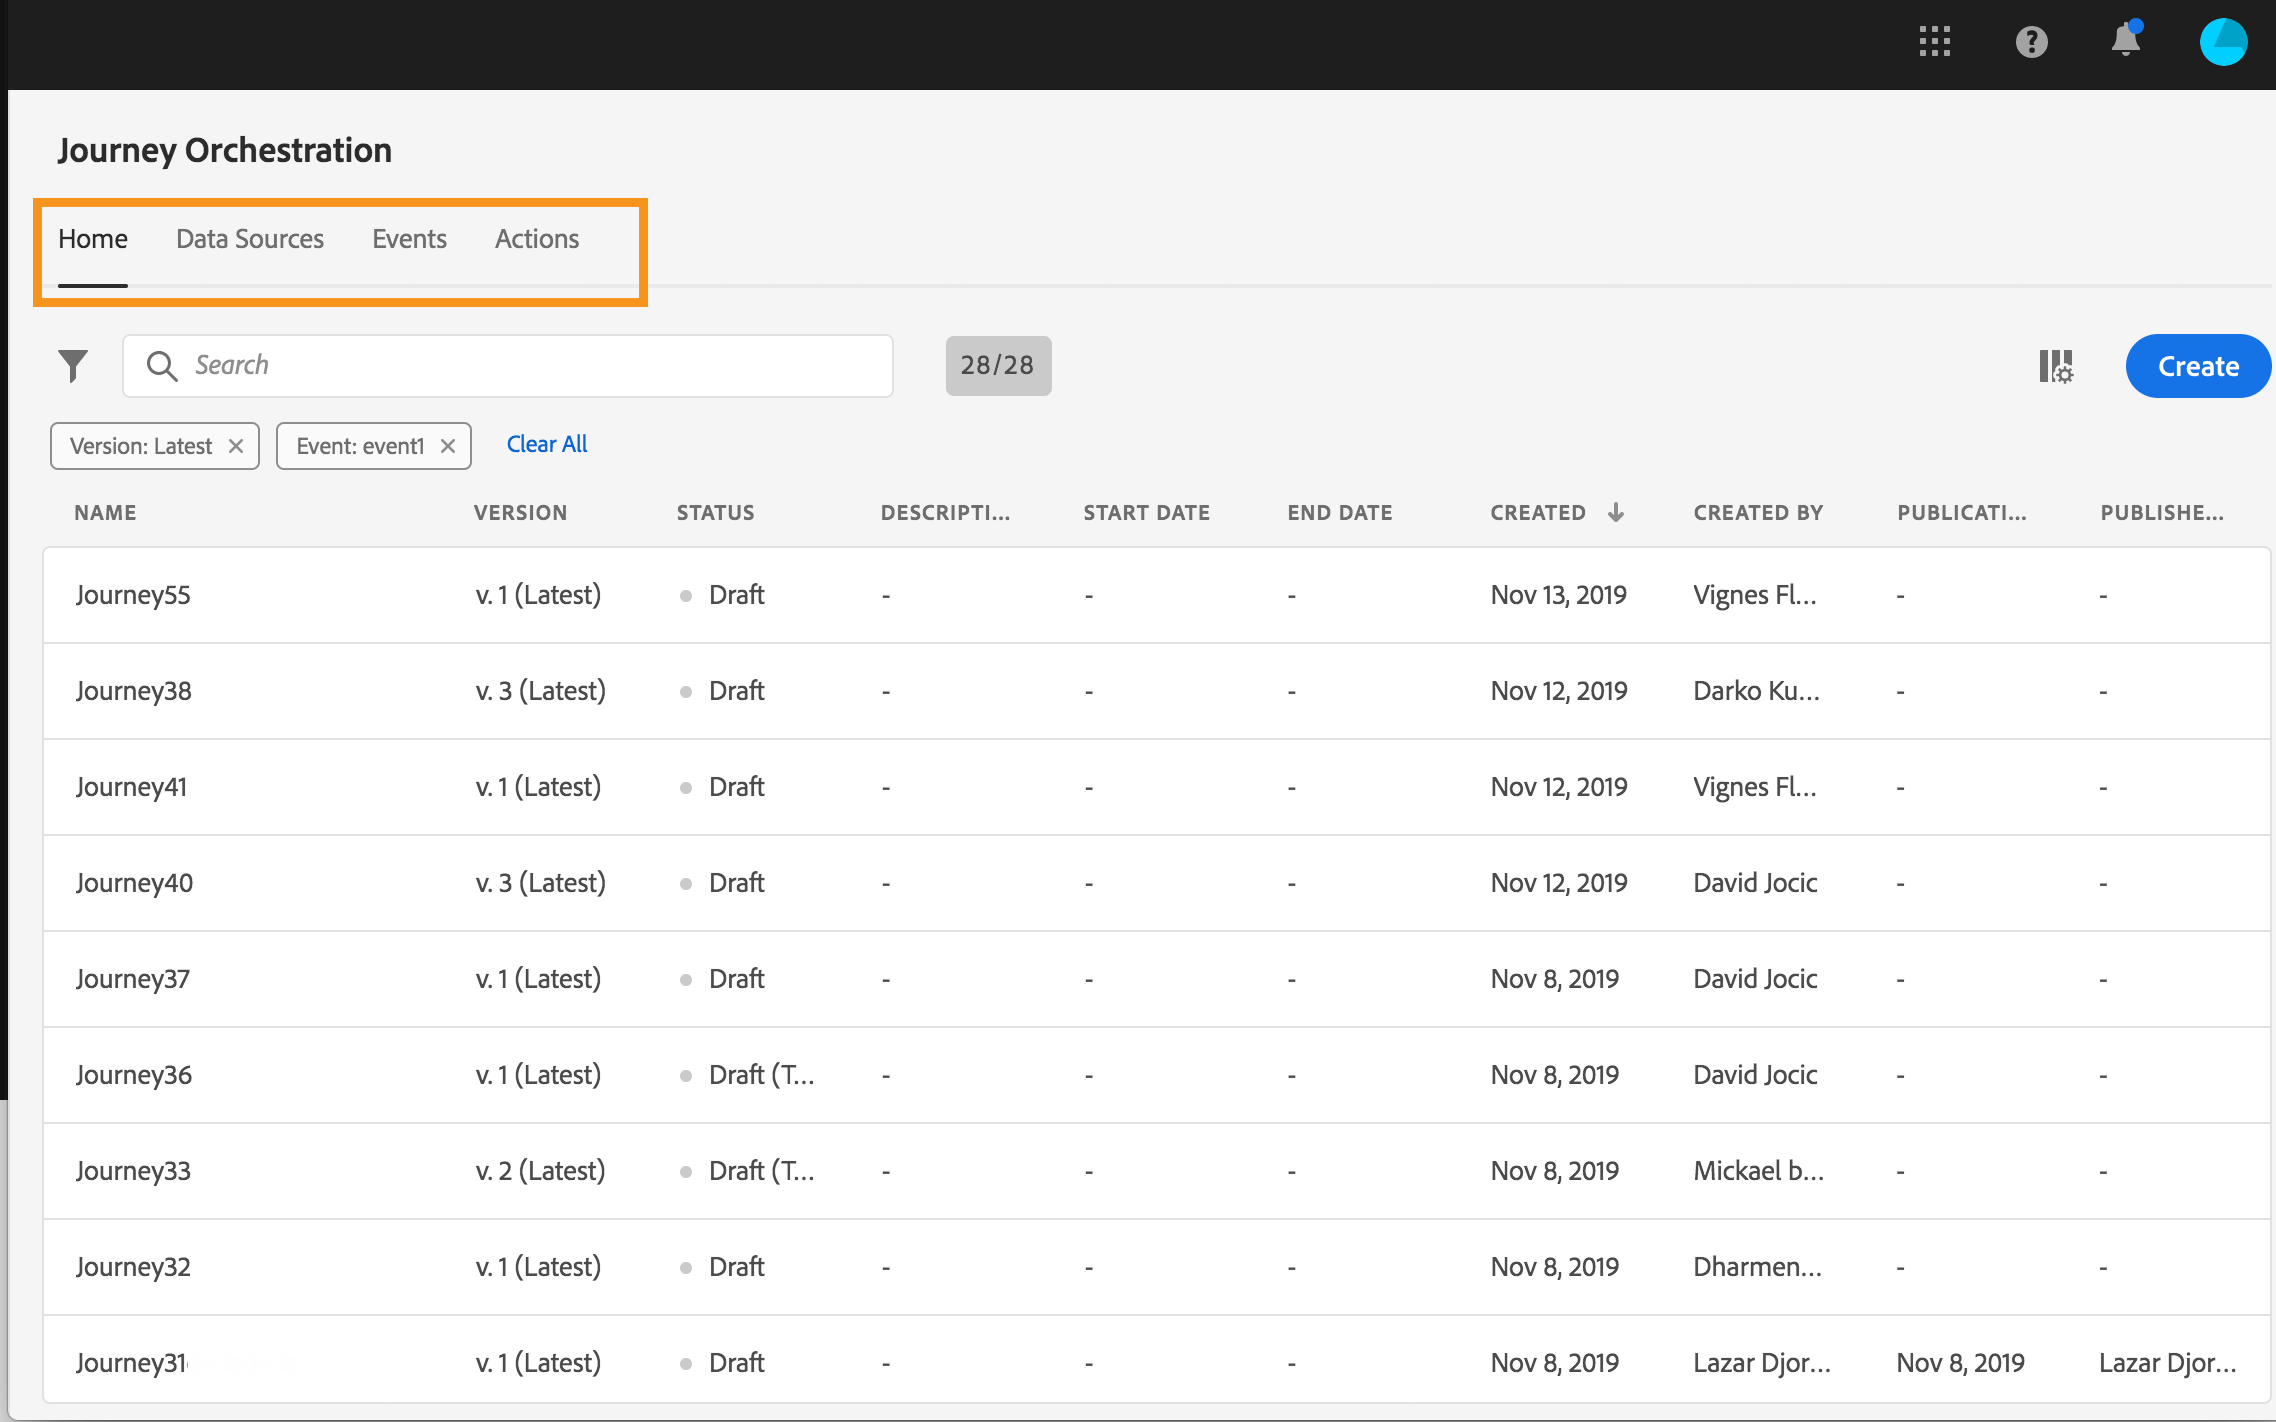 Journey Orchestration
Home Data Sources Events Actions
Search 28/28 Create
Version: Latest Event: event1 Clear All
NAME VERSION STATUS DESCRIPTI... START DATE END DATE CREATED CREATED BY PUBLICATI... PUBLISHE...
Journey55 v. 1 (Latest) Draft - - - Nov 13, 2019 Vignes Fl... - -
Journey38 v. 3 (Latest) Draft - - - Nov 12, 2019 Darko Ku... - -
Journey41 v. 1 (Latest) Draft - - - Nov 12, 2019 Vignes Fl... - -
Journey40 v. 3 (Latest) Draft - - - Nov 12, 2019 David Jocic - -
Journey37 v. 1 (Latest) Draft - - - Nov 8, 2019 David Jocic - -
Journey36 v. 1 (Latest) Draft (T... - - - Nov 8, 2019 David Jocic - -
Journey33 v. 2 (Latest) Draft (T... - - - Nov 8, 2019 Mickael b... - -
Journey32 v. 1 (Latest) Draft - - - Nov 8, 2019 Dharmen... - -
Journey31 v. 1 (Latest) Draft - - - Nov 8, 2019 Lazar Djor... Nov 8, 2019 Lazar Djor...